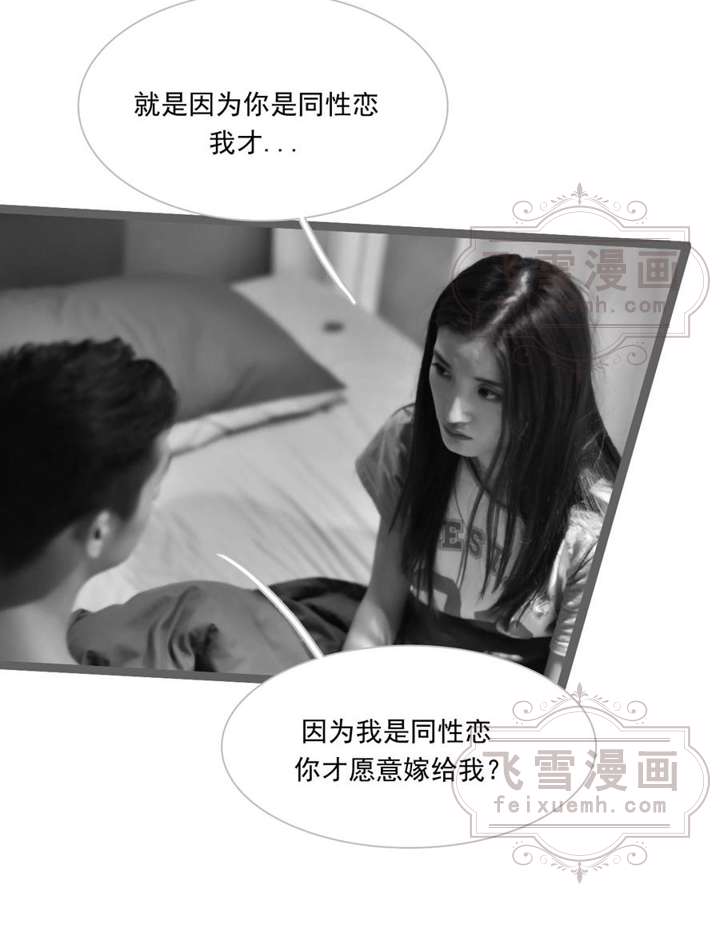 就是因为你是同性恋
我才...
飞雪漫画
feixuemh.com
ES
因为我是同性恋
你才愿意嫁给我?
飞雪漫画
feixuemh.com